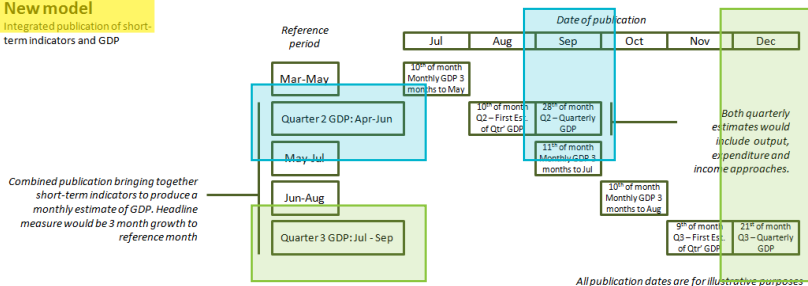 New model
Integrated publication of short-
term indicators and GDP
Reference
period
Date of publication
Jul
Aug
Sep
Oct
Nov
Dec
Mar-May
10th of month
Monthly GDP 3
months to May
Quarter 2 GDP: Apr-Jun
10th of month
Q2 – First Est.
of Qtr' GDP
28th of month
Q2 – Quarterly
GDP
Both quarterly
estimates would
include output,
expenditure and
income approaches.
May-Jul
11th of month
Monthly GDP 3
months to Jul
Combined publication bringing together
short-term indicators to produce a
monthly estimate of GDP. Headline
measure would be 3 month growth to
reference month
Jun-Aug
10th of month
Monthly GDP 3
months to Aug
Quarter 3 GDP: Jul - Sep
9th of month
Q3 – First Est.
of Qtr' GDP
21st of month
Q3 – Quarterly
GDP
All publication dates are for illustrative purposes